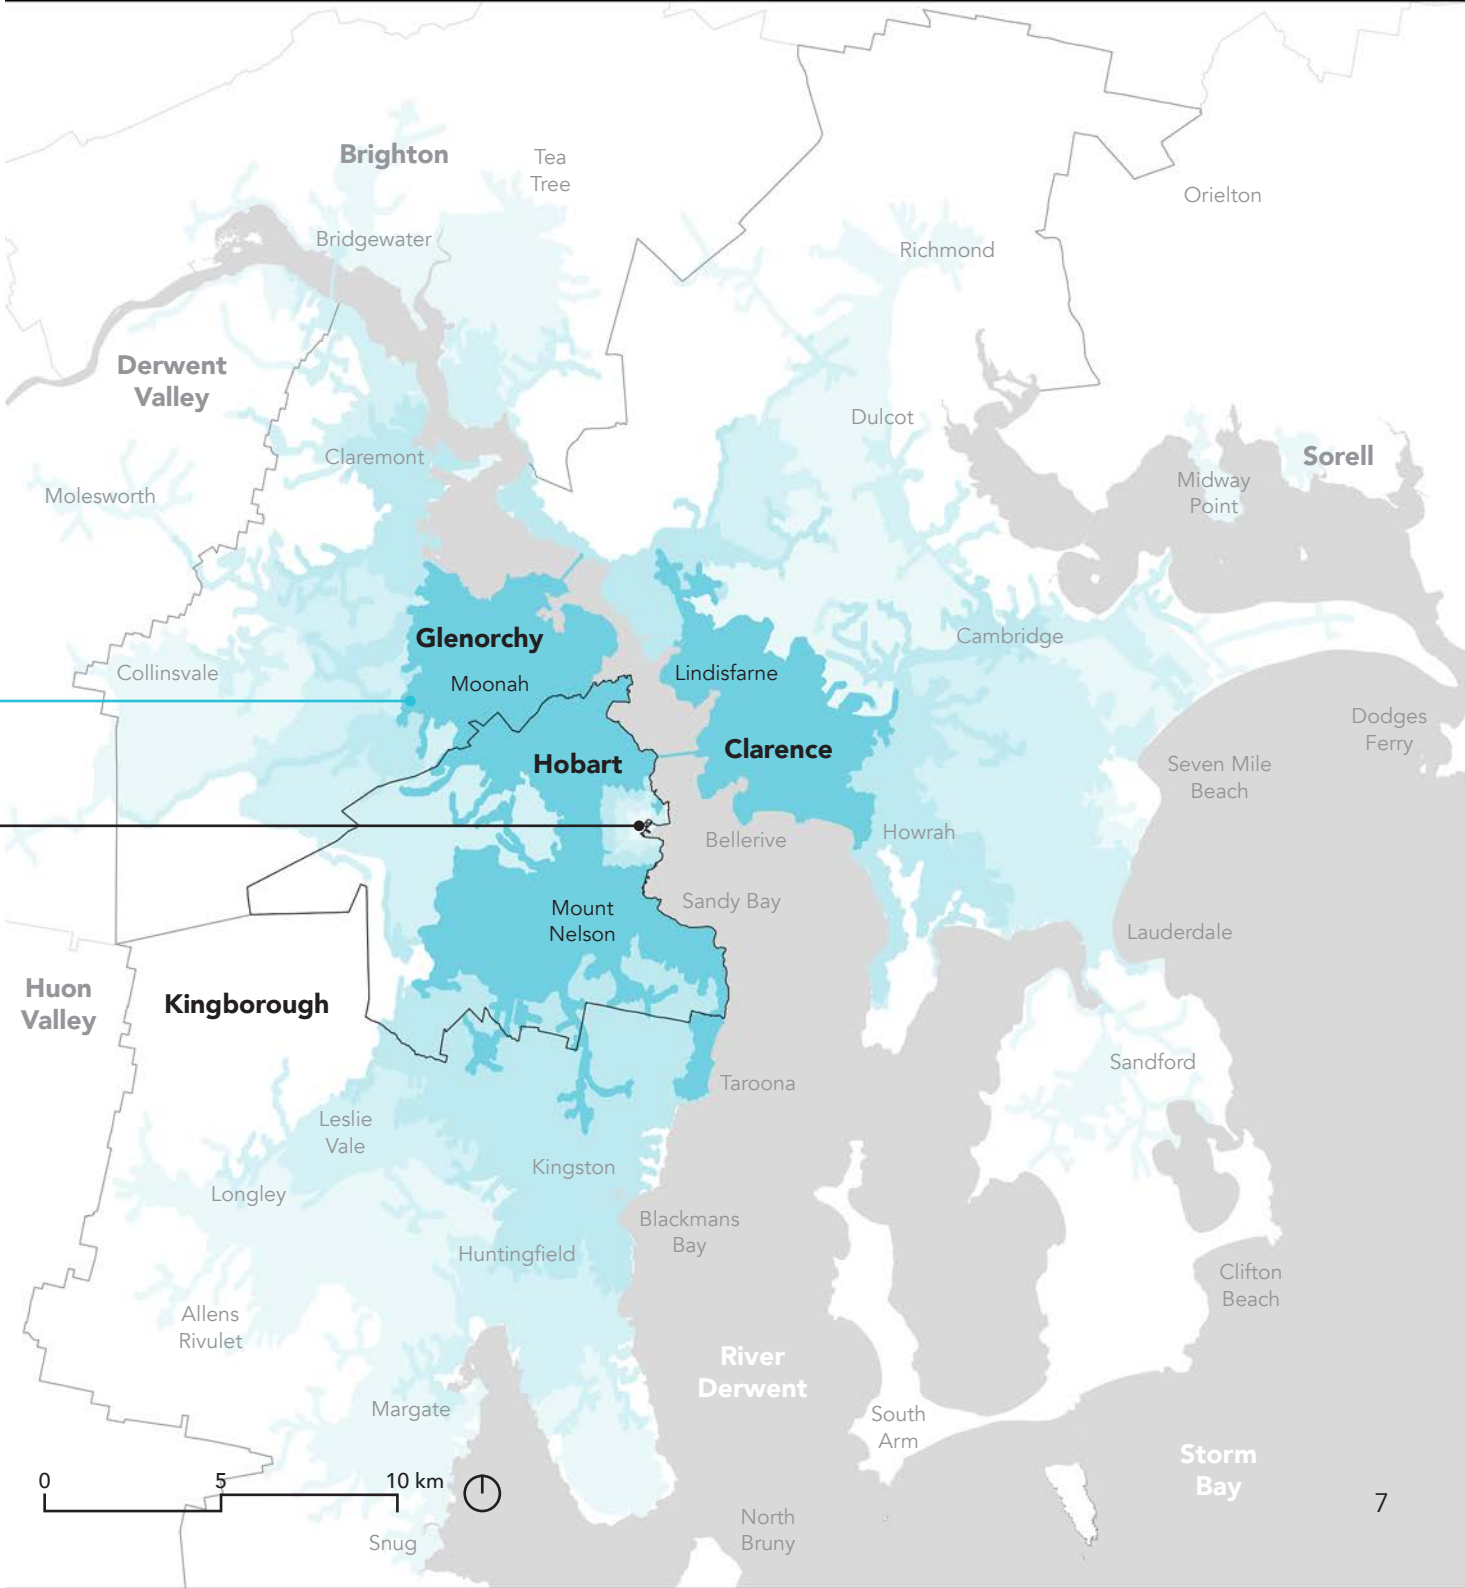 Brighton
Tea
Tree
Orielton
Bridgewater
Richmond
Derwent
Valley
Dulcot
Claremont
Sorell
Molesworth
Midway
Point
Glenorchy
Cambridge
Collinsvale
Moonah
Lindisfarne
Dodges
Ferry
Hobart
Clarence
Seven Mile
Beach
Bellerive
Howrah
Mount
Nelson
Sandy Bay
Lauderdale
Huon
Valley
Kingborough
Sandford
Taroona
Leslie
Vale
Kingston
Longley
Blackmans
Bay
Huntingfield
Clifton
Beach
Allens
Rivulet
River
Derwent
Margate
South
Arm
Storm
Bay
0 5 10 km
7
North
Bruny
Snug